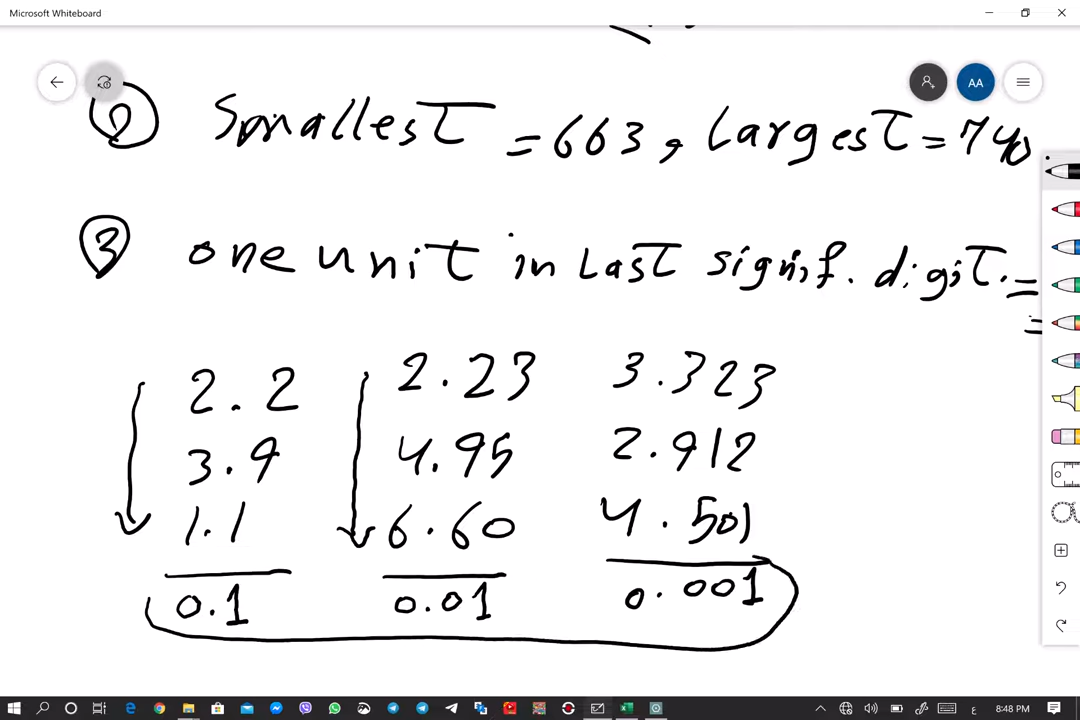 Microsoft Whiteboard
AA
② Smallest = 663, Largest = 740
③ one unit in Last signif. digit. =
=
2.2 2.23 3.323
3.9 4.95 2.912
1.1 6.60 4.501
0.1 0.01 0.001
ع 8:48 PM